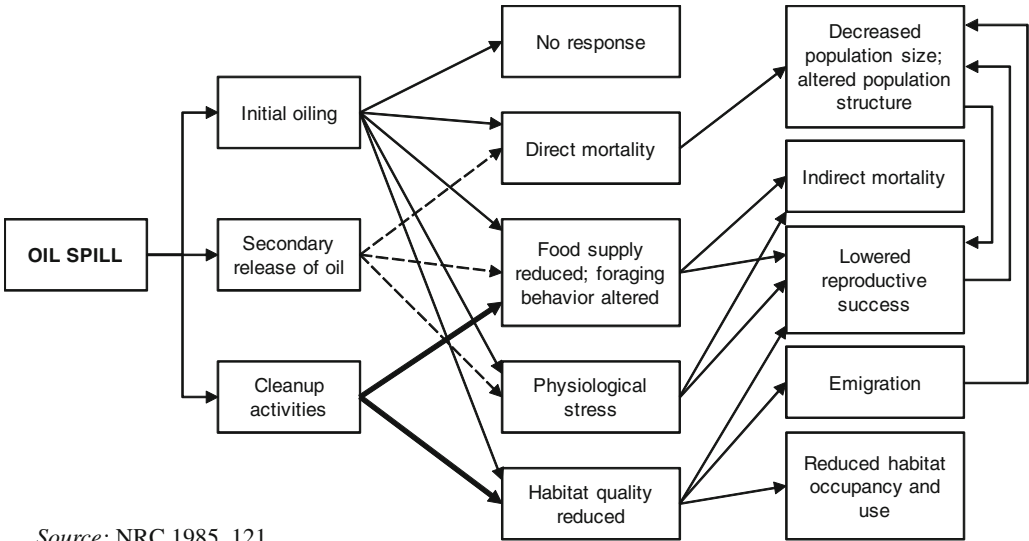 OIL SPILL
Initial oiling
Secondary
release of oil
Cleanup
activities
No response
Direct mortality
Food supply
reduced; foraging
behavior altered
Physiological
stress
Habitat quality
reduced
Decreased
population size;
altered population
structure
Indirect mortality
Lowered
reproductive
success
Emigration
Reduced habitat
occupancy and
use
Source: NRC 1985, 121